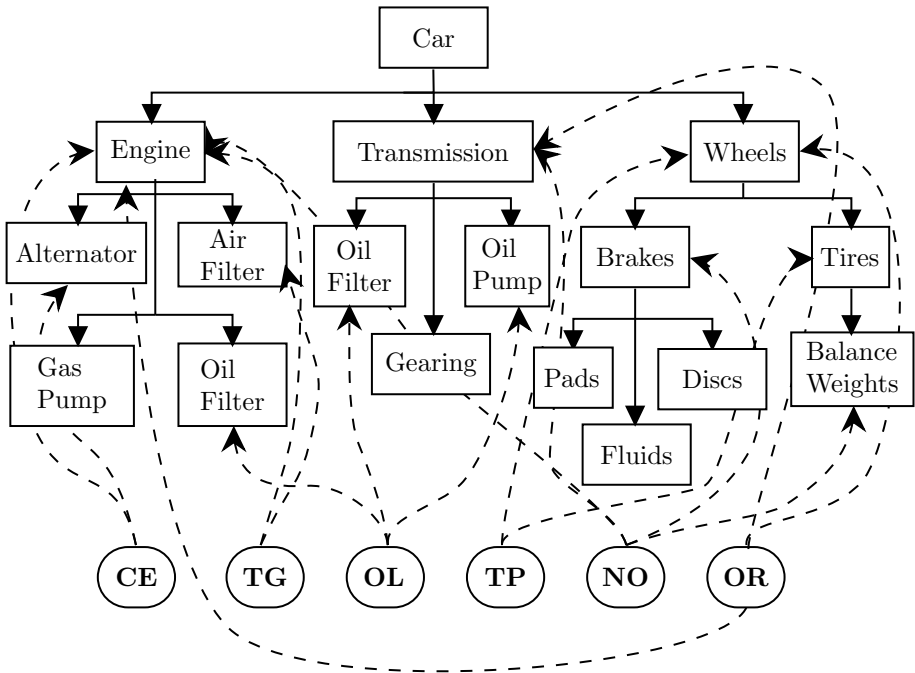 Car
Engine
Transmission
Wheels
Alternator
Air
Filter
Oil
Filter
Oil
Pump
Brakes
Tires
Gas
Pump
Oil
Filter
Gearing
Pads
Discs
Balance
Weights
Fluids
CE
TG
OL
TP
NO
OR